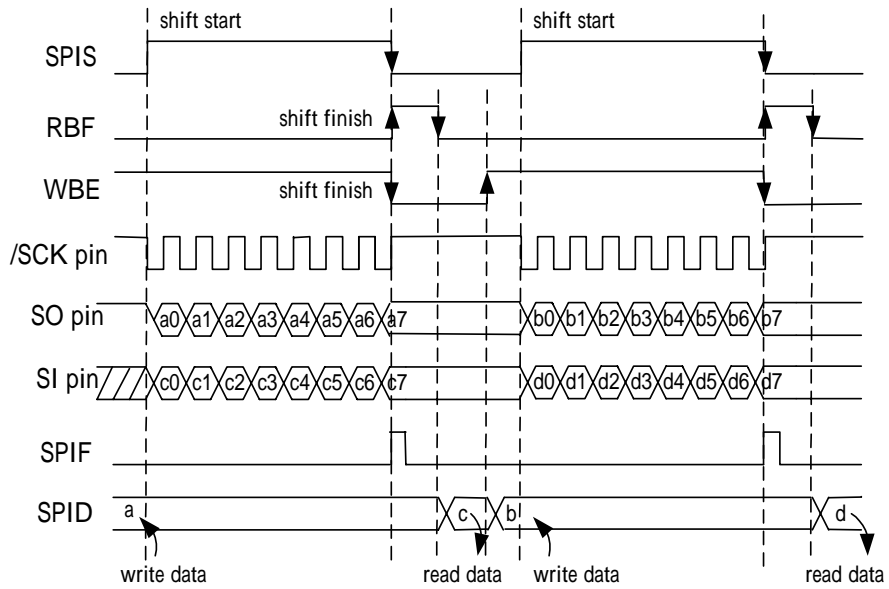 shift start shift start
SPIS
RBF shift finish
WBE shift finish
/SCK pin
SO pin a0 a1 a2 a3 a4 a5 a6 a7 b0 b1 b2 b3 b4 b5 b6 b7
SI pin c0 c1 c2 c3 c4 c5 c6 c7 d0 d1 d2 d3 d4 d5 d6 d7
SPIF
SPID a c b d
write data read data write data read data